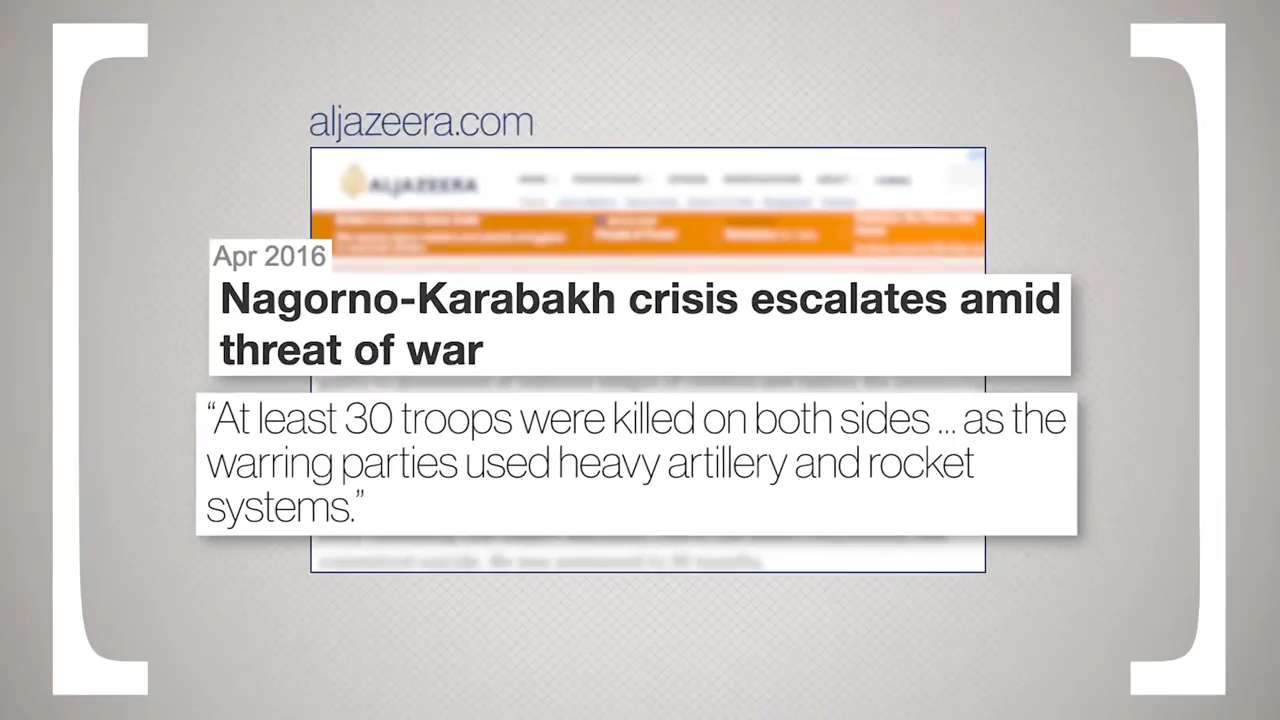 aljazeera.com
ALJAZEERA
Apr 2016
Nagorno-Karabakh crisis escalates amid
threat of war
“At least 30 troops were killed on both sides ... as the
warring parties used heavy artillery and rocket
systems.”